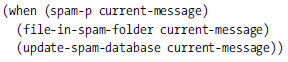 (when (spam-p current-message)
  (file-in-spam-folder current-message)
  (update-spam-database current-message))